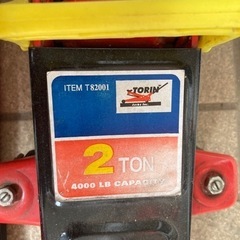 ITEM T82001
TORIN
2 TON
4000 LB CAPACITY